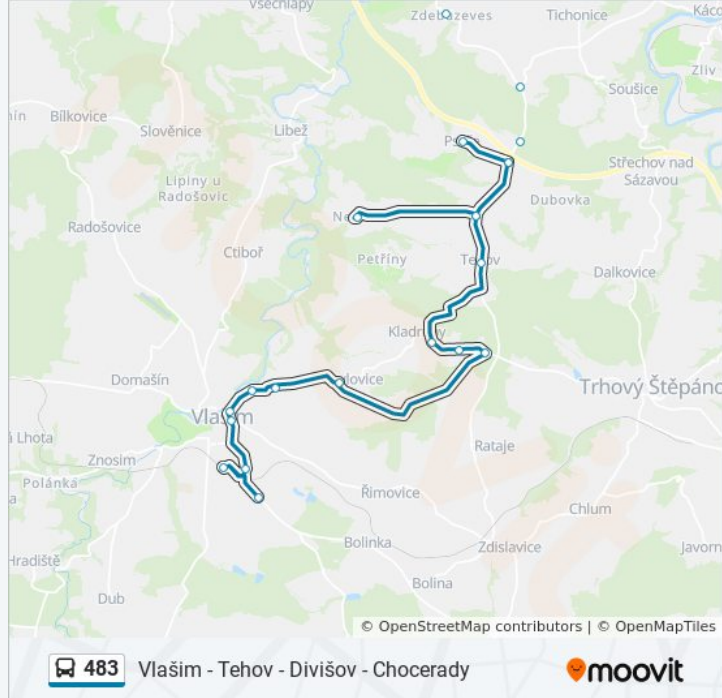 Všechlapy
Zdebuzeves
Tichonice
Kácov
Soušice
Zliv
Bílkovice
Slověnice
Libež
Střechov nad
Sázavou
Lipiny u
Radošovic
Dubovka
Radošovice
Ctiboř
Petříny
Tehov
Dalkovice
Kladruby
Domašín
Trhový Štěpánov
Vlašim
Znosim
Rataje
Polánka
Římovice
Chlum
Hradiště
Bolinka
Zdislavice
Javorn
Dub
Bolina
© OpenStreetMap contributors | © OpenMapTiles
483 Vlašim - Tehov - Divišov - Chocerady
moovit